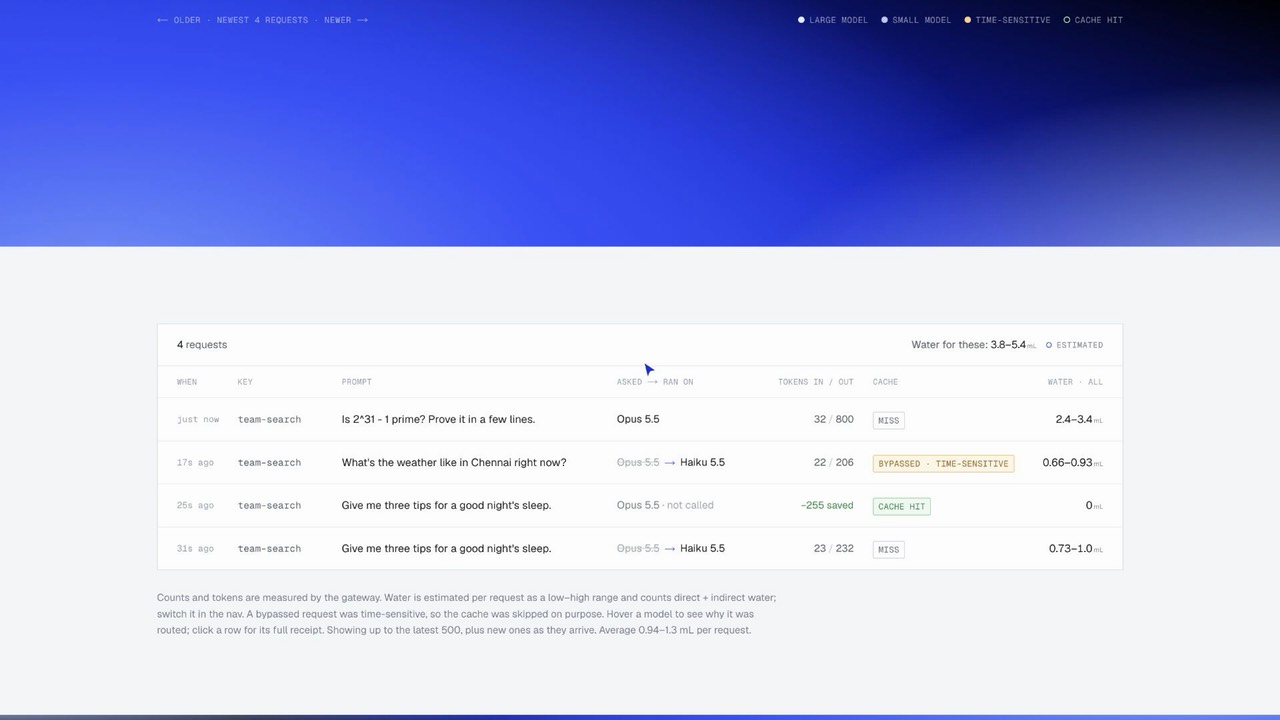 ← OLDER · NEWEST 4 REQUESTS · NEWER →
LARGE MODEL SMALL MODEL TIME-SENSITIVE CACHE HIT
4 requests
Water for these: 3.8–5.4 mL ESTIMATED
WHEN KEY PROMPT ASKED → RAN ON TOKENS IN / OUT CACHE WATER · ALL
just now team-search Is 2^31 - 1 prime? Prove it in a few lines. Opus 5.5 32 / 800 MISS 2.4–3.4 mL
17s ago team-search What's the weather like in Chennai right now? Opus 5.5 → Haiku 5.5 22 / 206 BYPASSED · TIME-SENSITIVE 0.66–0.93 mL
25s ago team-search Give me three tips for a good night's sleep. Opus 5.5 · not called −255 saved CACHE HIT 0 mL
31s ago team-search Give me three tips for a good night's sleep. Opus 5.5 → Haiku 5.5 23 / 232 MISS 0.73–1.0 mL
Counts and tokens are measured by the gateway. Water is estimated per request as a low–high range and counts direct + indirect water;
switch it in the nav. A bypassed request was time-sensitive, so the cache was skipped on purpose. Hover a model to see why it was
routed; click a row for its full receipt. Showing up to the latest 500, plus new ones as they arrive. Average 0.94–1.3 mL per request.